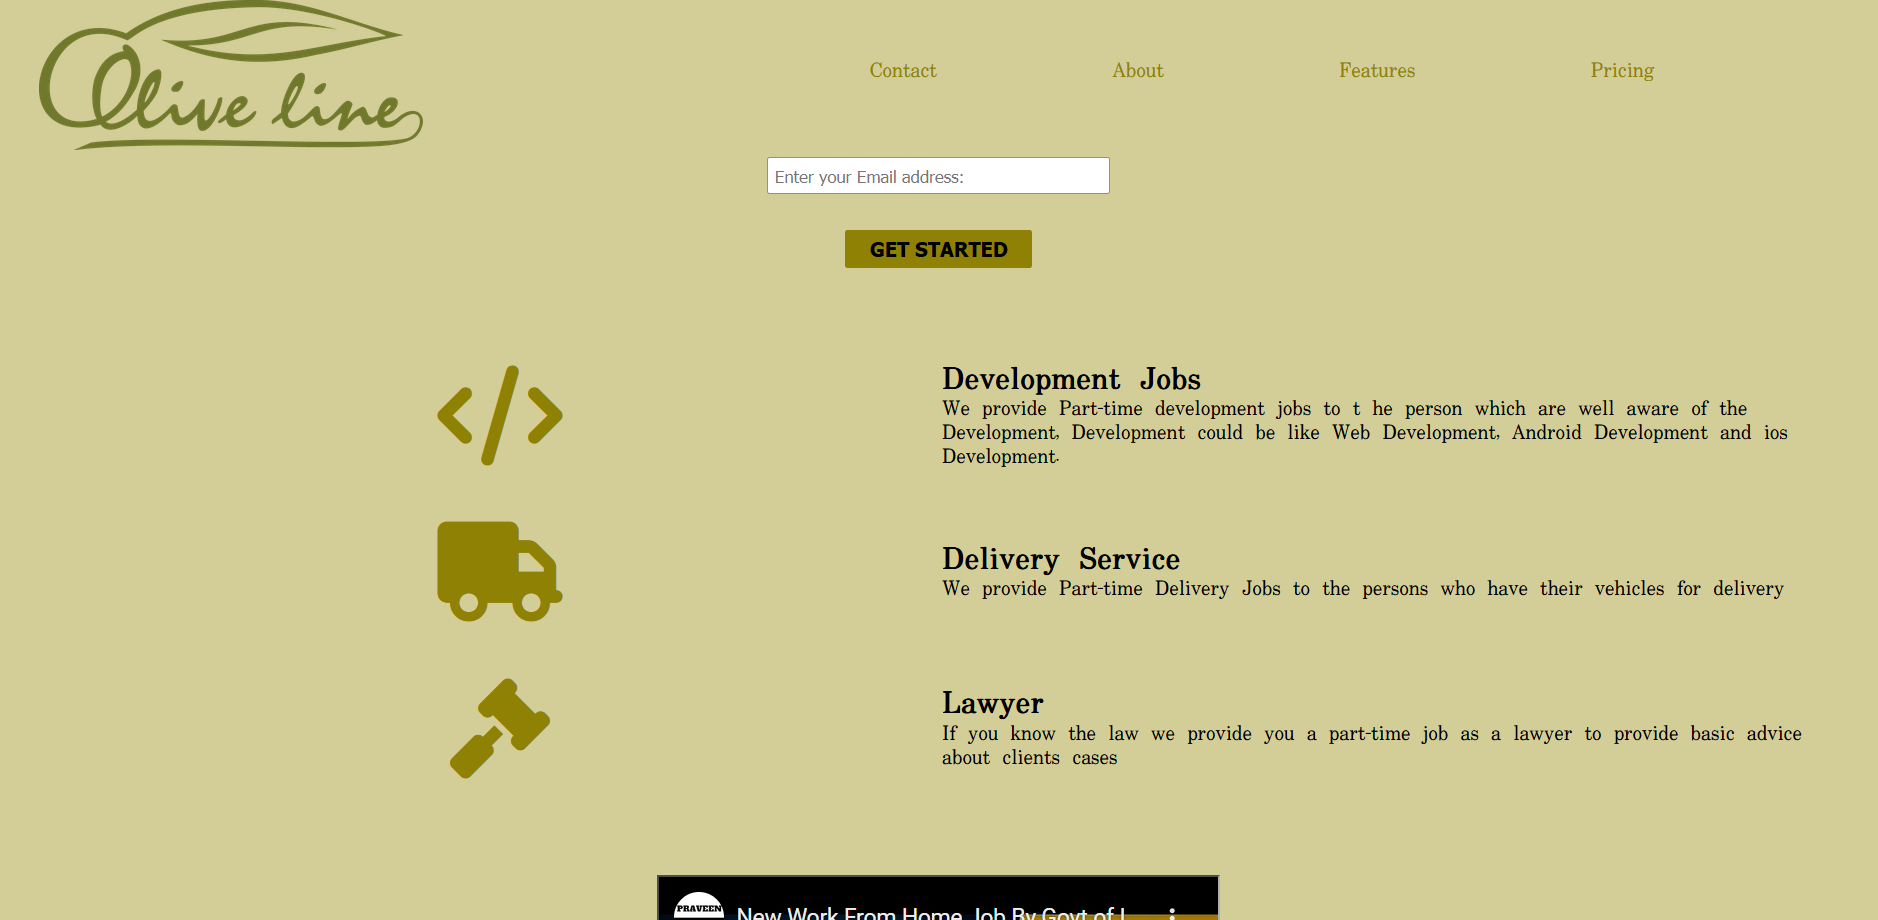 Olive line
Contact About Features Pricing
Enter your Email address:
GET STARTED
Development Jobs
We provide Part-time development jobs to t he person which are well aware of the
Development, Development could be like Web Development, Android Development and ios
Development.
Delivery Service
We provide Part-time Delivery Jobs to the persons who have their vehicles for delivery
Lawyer
If you know the law we provide you a part-time job as a lawyer to provide basic advice
about clients cases
PRAVEEN
New Work From Home Job By Govt of